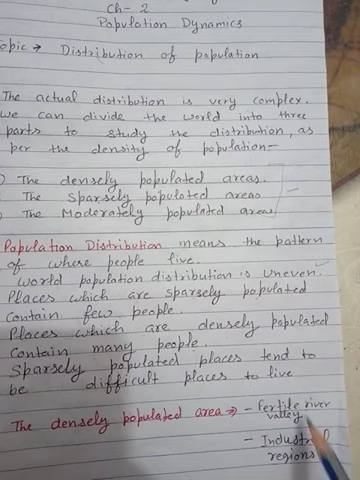 Ch- 2
Population Dynamics
Topic → Distribution of population
The actual distribution is very complex.
We can divide the world into three
parts to study the distribution, as
per the density of population:-
The densely populated areas.
The Sparsely populated areas
The Moderately populated areas
Population Distribution means the pattern
of where people live.
World population distribution is Uneven.
Places which are sparsely populated
contain few people.
Places which are densely populated
Contain many people.
Sparsely populated places tend to
be difficult places to live
The densely populated area → - Fertile river
valley
- Industrial
regions